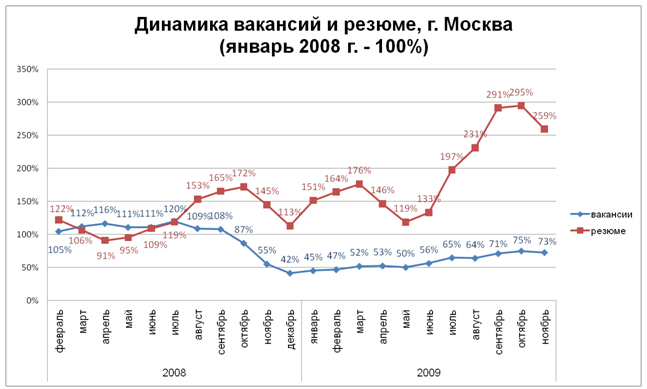 Динамика вакансий и резюме, г. Москва
(январь 2008 г. - 100%)
350%
300%
250%
200%
150%
100%
50%
0%
122% 106% 91% 95% 109% 119% 153% 165% 172% 145% 113% 151% 164% 176% 146% 119% 133% 197% 231% 291% 295% 259%
105% 112% 116% 111% 111% 120% 109% 108% 87% 55% 42% 45% 47% 52% 53% 50% 56% 65% 64% 71% 75% 73%
вакансии
резюме
февраль
март
апрель
май
июнь
июль
август
сентябрь
октябрь
ноябрь
декабрь
январь
февраль
март
апрель
май
июнь
июль
август
сентябрь
октябрь
ноябрь
2008
2009